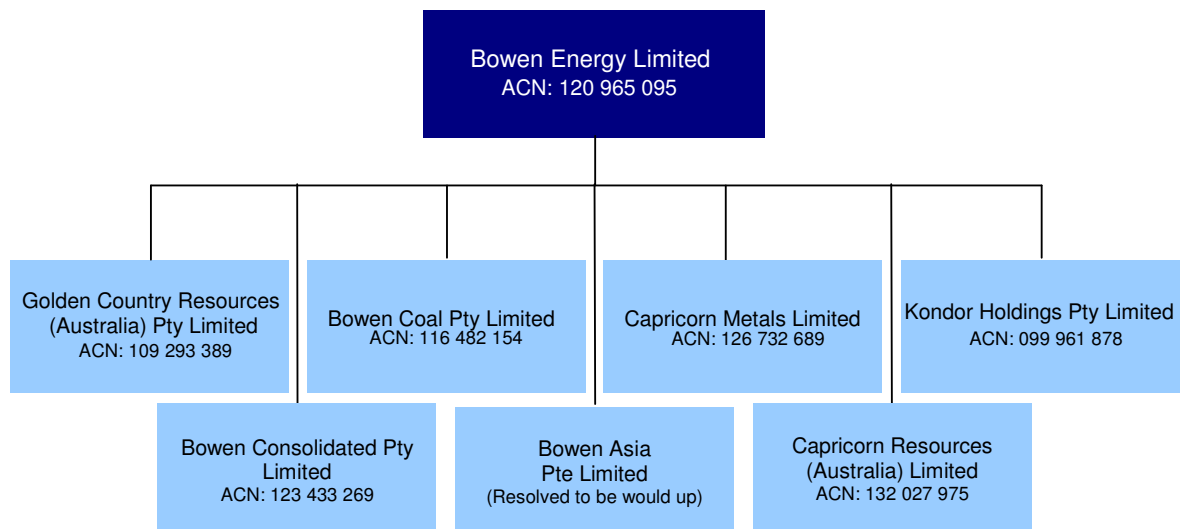 Bowen Energy Limited
ACN: 120 965 095
Golden Country Resources
(Australia) Pty Limited
ACN: 109 293 389
Bowen Coal Pty Limited
ACN: 116 482 154
Capricorn Metals Limited
ACN: 126 732 689
Kondor Holdings Pty Limited
ACN: 099 961 878
Bowen Consolidated Pty
Limited
ACN: 123 433 269
Bowen Asia
Pte Limited
(Resolved to be would up)
Capricorn Resources
(Australia) Limited
ACN: 132 027 975